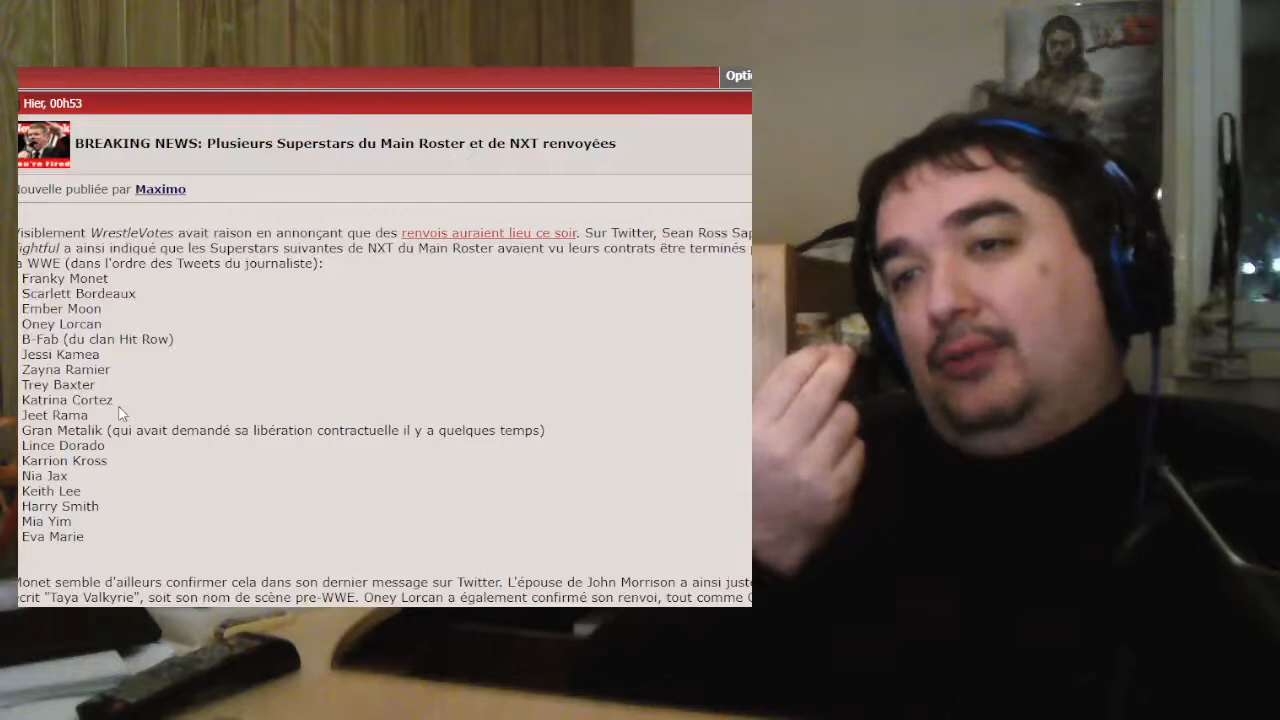 Opti
Hier, 00h53
BREAKING NEWS: Plusieurs Superstars du Main Roster et de NXT renvoyées
You're Fired
Nouvelle publiée par Maximo
Visiblement WrestleVotes avait raison en annonçant que des renvois auraient lieu ce soir. Sur Twitter, Sean Ross Sap
Fightful a ainsi indiqué que les Superstars suivantes de NXT du Main Roster avaient vu leurs contrats être terminés p
la WWE (dans l'ordre des Tweets du journaliste):
Franky Monet
Scarlett Bordeaux
Ember Moon
Oney Lorcan
B-Fab (du clan Hit Row)
Jessi Kamea
Zayna Ramier
Trey Baxter
Katrina Cortez
Jeet Rama
Gran Metalik (qui avait demandé sa libération contractuelle il y a quelques temps)
Lince Dorado
Karrion Kross
Nia Jax
Keith Lee
Harry Smith
Mia Yim
Eva Marie
Monet semble d'ailleurs confirmer cela dans son dernier message sur Twitter. L'épouse de John Morrison a ainsi juste
écrit "Taya Valkyrie", soit son nom de scène pre-WWE. Oney Lorcan a également confirmé son renvoi, tout comme